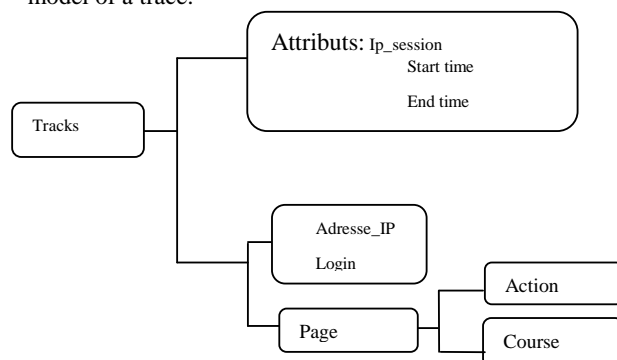 model of a trace.
Attributs: Ip_session
Start time
End time
Tracks
Adresse_IP
Login
Page
Action
Course